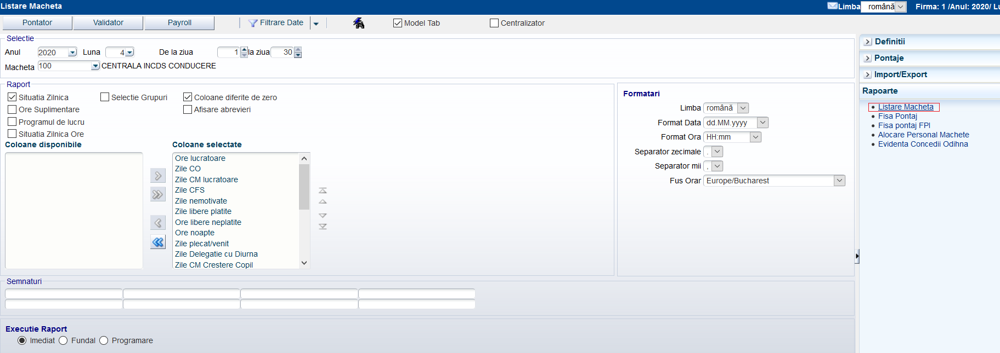 Listare Macheta
Limba română Firma: 1 /Anul: 2020/ Lu
Pontator Validator Payroll Filtrare Date Model Tab Centralizator
Selectie
Anul 2020 Luna 4 De la ziua 1 la ziua 30
Macheta 100 CENTRALA INCDS CONDUCERE
Raport
Situatia Zilnica Selectie Grupuri Coloane diferite de zero
Ore Suplimentare Afisare abrevieri
Programul de lucru
Situatia Zilnica Ore
Coloane disponibile Coloane selectate
Ore lucratoare
Zile CO
Zile CM lucratoare
Zile CFS
Zile nemotivate
Zile libere platite
Ore libere neplatite
Ore noapte
Zile plecat/venit
Zile Delegatie cu Diurna
Zile CM Crestere Copil
Formatari
Limba română
Format Data dd.MM.yyyy
Format Ora HH:mm
Separator zecimale .
Separator mii ,
Fus Orar Europe/Bucharest
Semnaturi
Executie Raport
Imediat Fundal Programare
Definitii
Pontaje
Import/Export
Rapoarte
Listare Macheta
Fisa Pontaj
Fisa pontaj FPI
Alocare Personal Machete
Evidenta Concedii Odihna